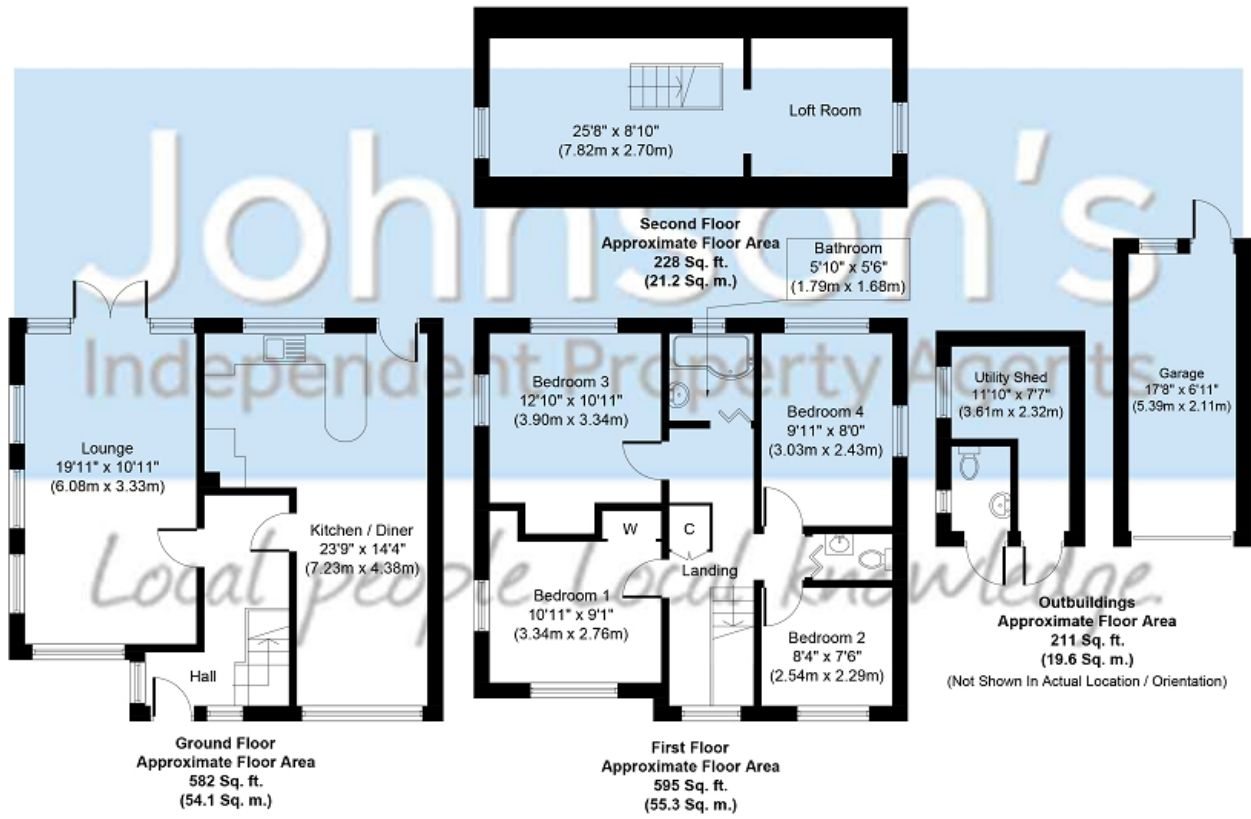 Johnson's
Independent Property Agents
Local people. Local knowledge.
25'8" x 8'10"
(7.82m x 2.70m)
Loft Room
Second Floor
Approximate Floor Area
228 Sq. ft.
(21.2 Sq. m.)
Bathroom
5'10" x 5'6"
(1.79m x 1.68m)
Lounge
19'11" x 10'11"
(6.08m x 3.33m)
Kitchen / Diner
23'9" x 14'4"
(7.23m x 4.38m)
Hall
Ground Floor
Approximate Floor Area
582 Sq. ft.
(54.1 Sq. m.)
Bedroom 3
12'10" x 10'11"
(3.90m x 3.34m)
Bedroom 4
9'11" x 8'0"
(3.03m x 2.43m)
W
C
Landing
Bedroom 1
10'11" x 9'1"
(3.34m x 2.76m)
Bedroom 2
8'4" x 7'6"
(2.54m x 2.29m)
First Floor
Approximate Floor Area
595 Sq. ft.
(55.3 Sq. m.)
Utility Shed
11'10" x 7'7"
(3.61m x 2.32m)
Garage
17'8" x 6'11"
(5.39m x 2.11m)
Outbuildings
Approximate Floor Area
211 Sq. ft.
(19.6 Sq. m.)
(Not Shown In Actual Location / Orientation)